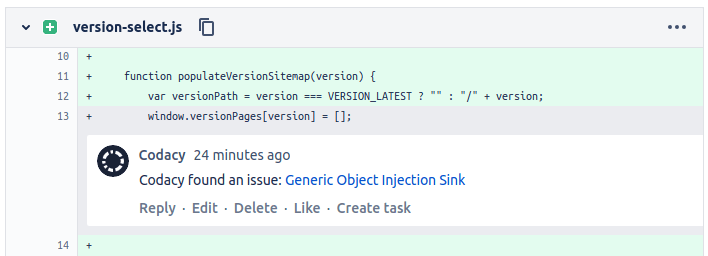 version-select.js
10 +
11 + function populateVersionSitemap(version) {
12 + var versionPath = version === VERSION_LATEST ? "" : "/" + version;
13 + window.versionPages[version] = [];
Codacy 24 minutes ago
Codacy found an issue: Generic Object Injection Sink
Reply · Edit · Delete · Like · Create task
14 +